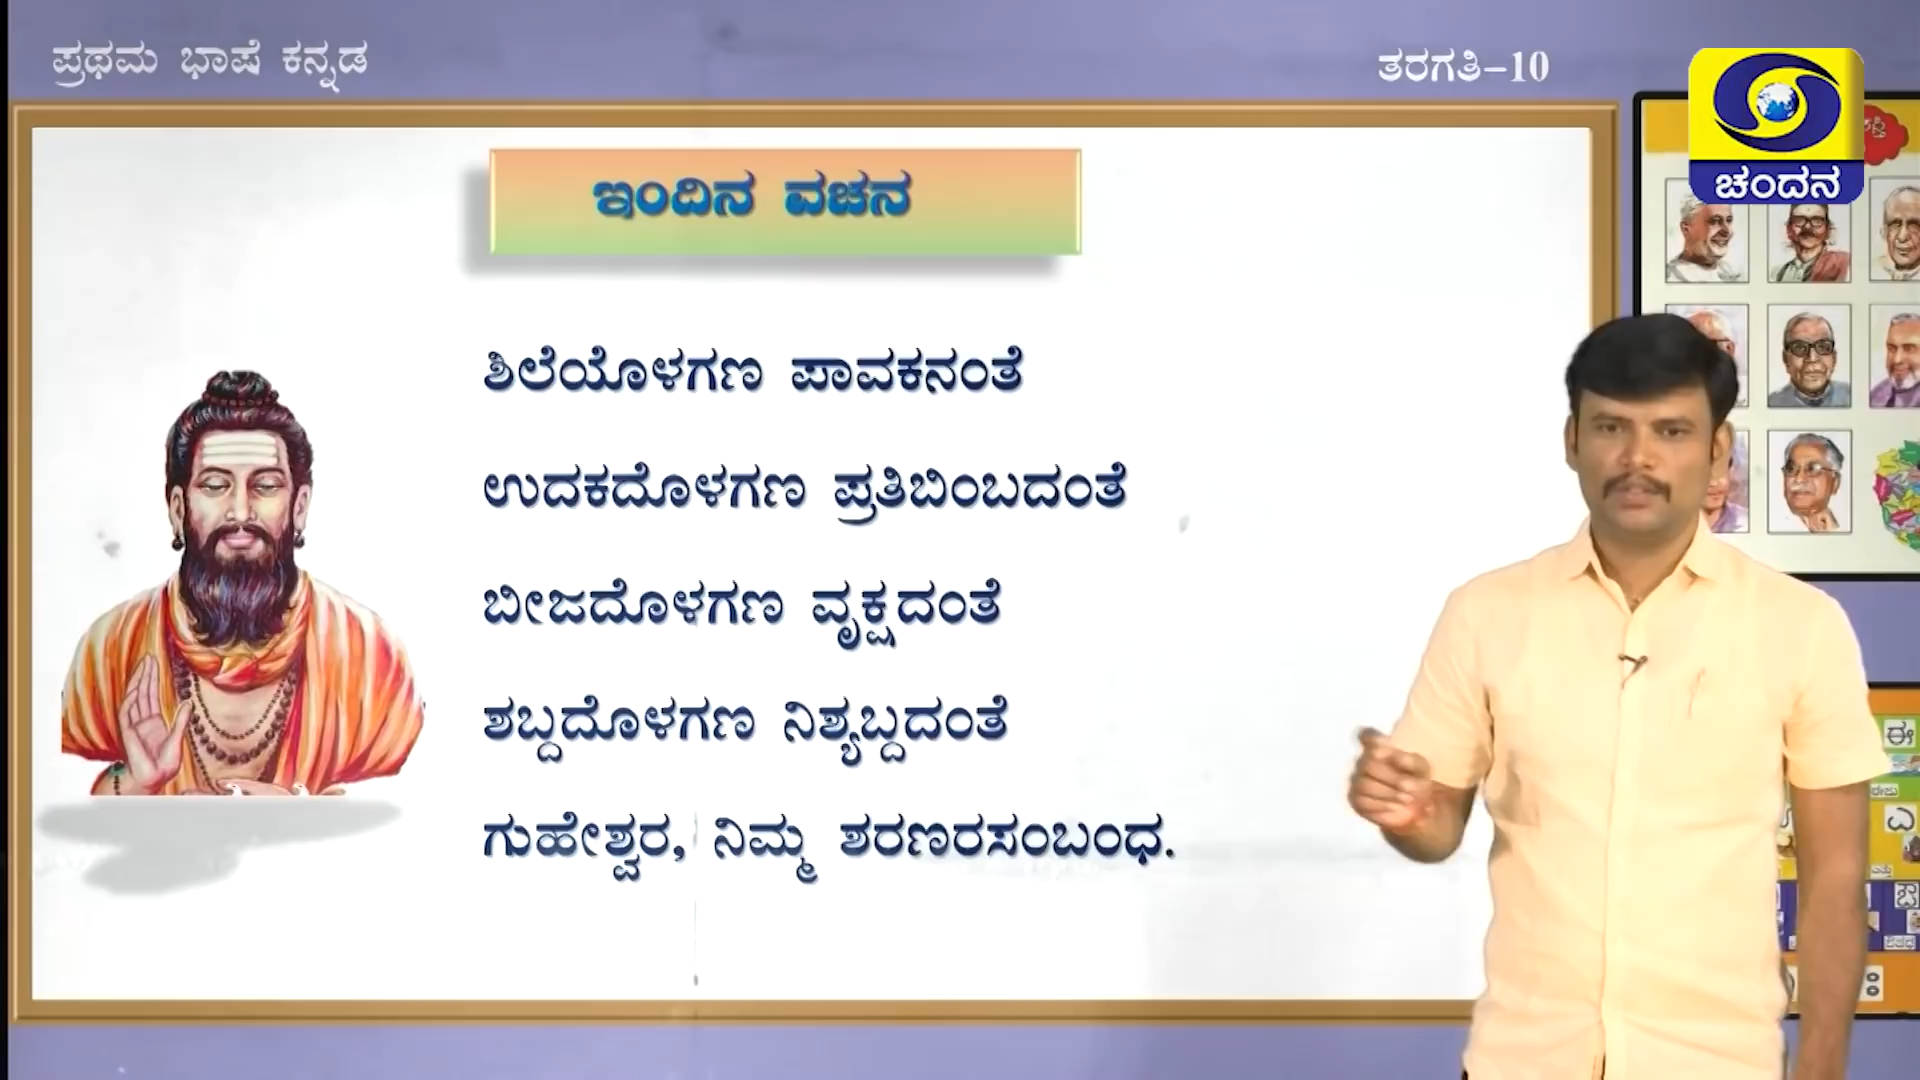 ಪ್ರಥಮ ಭಾಷೆ ಕನ್ನಡ
ತರಗತಿ-10
ಚಂದನ
ಇಂದಿನ ವಚನ
ಶಿಲೆಯೊಳಗಣ ಪಾವಕನಂತೆ
ಉದಕದೊಳಗಣ ಪ್ರತಿಬಿಂಬದಂತೆ
ಬೀಜದೊಳಗಣ ವೃಕ್ಷದಂತೆ
ಶಬ್ದದೊಳಗಣ ನಿಶ್ಯಬ್ದದಂತೆ
ಗುಹೇಶ್ವರ, ನಿಮ್ಮ ಶರಣರಸಂಬಂಧ.
ಈ
ಎ